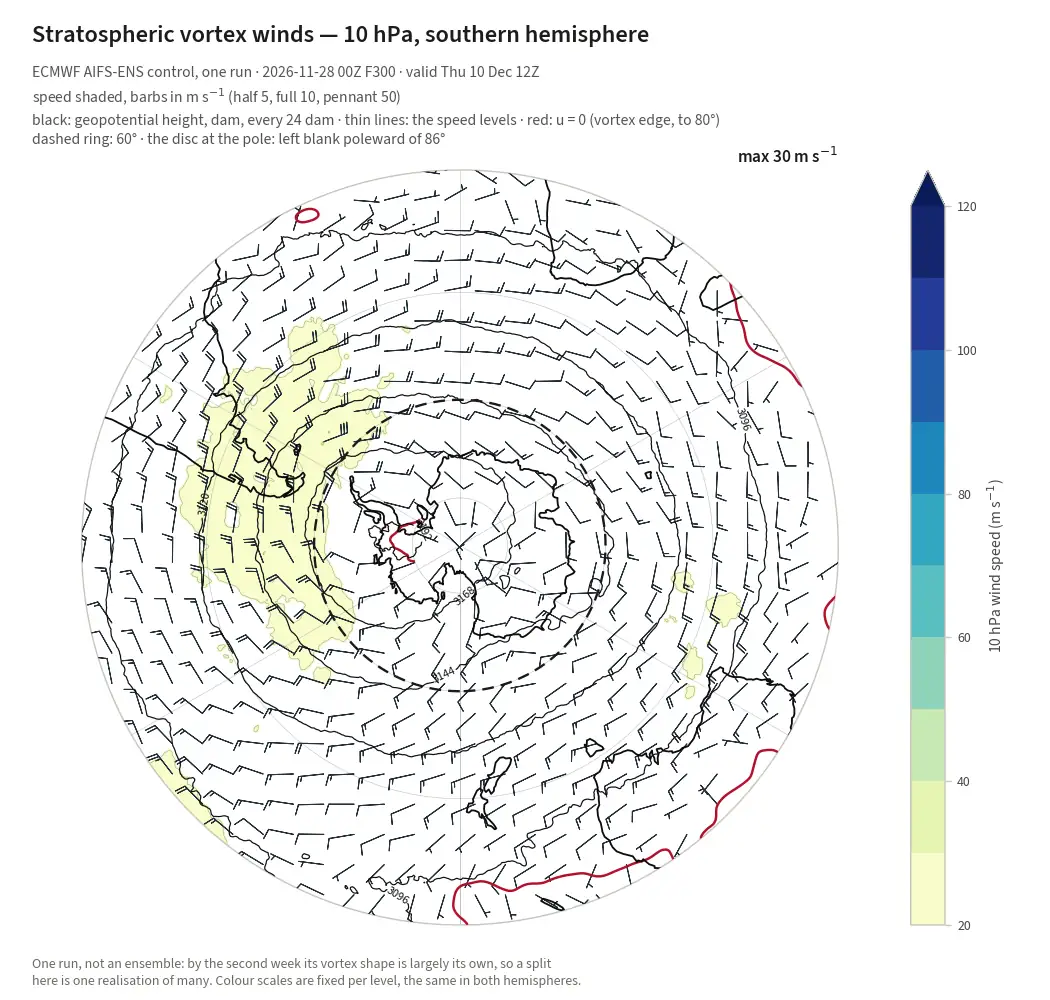 Stratospheric vortex winds — 10 hPa, southern hemisphere
ECMWF AIFS-ENS control, one run · 2026-11-28 00Z F300 · valid Thu 10 Dec 12Z
speed shaded, barbs in m s⁻¹ (half 5, full 10, pennant 50)
black: geopotential height, dam, every 24 dam · thin lines: the speed levels · red: u = 0 (vortex edge, to 80°)
dashed ring: 60° · the disc at the pole: left blank poleward of 86°
max 30 m s⁻¹
120
100
80
60
40
20
10 hPa wind speed (m s⁻¹)
3096
3168
3144
3096
One run, not an ensemble: by the second week its vortex shape is largely its own, so a split
here is one realisation of many. Colour scales are fixed per level, the same in both hemispheres.